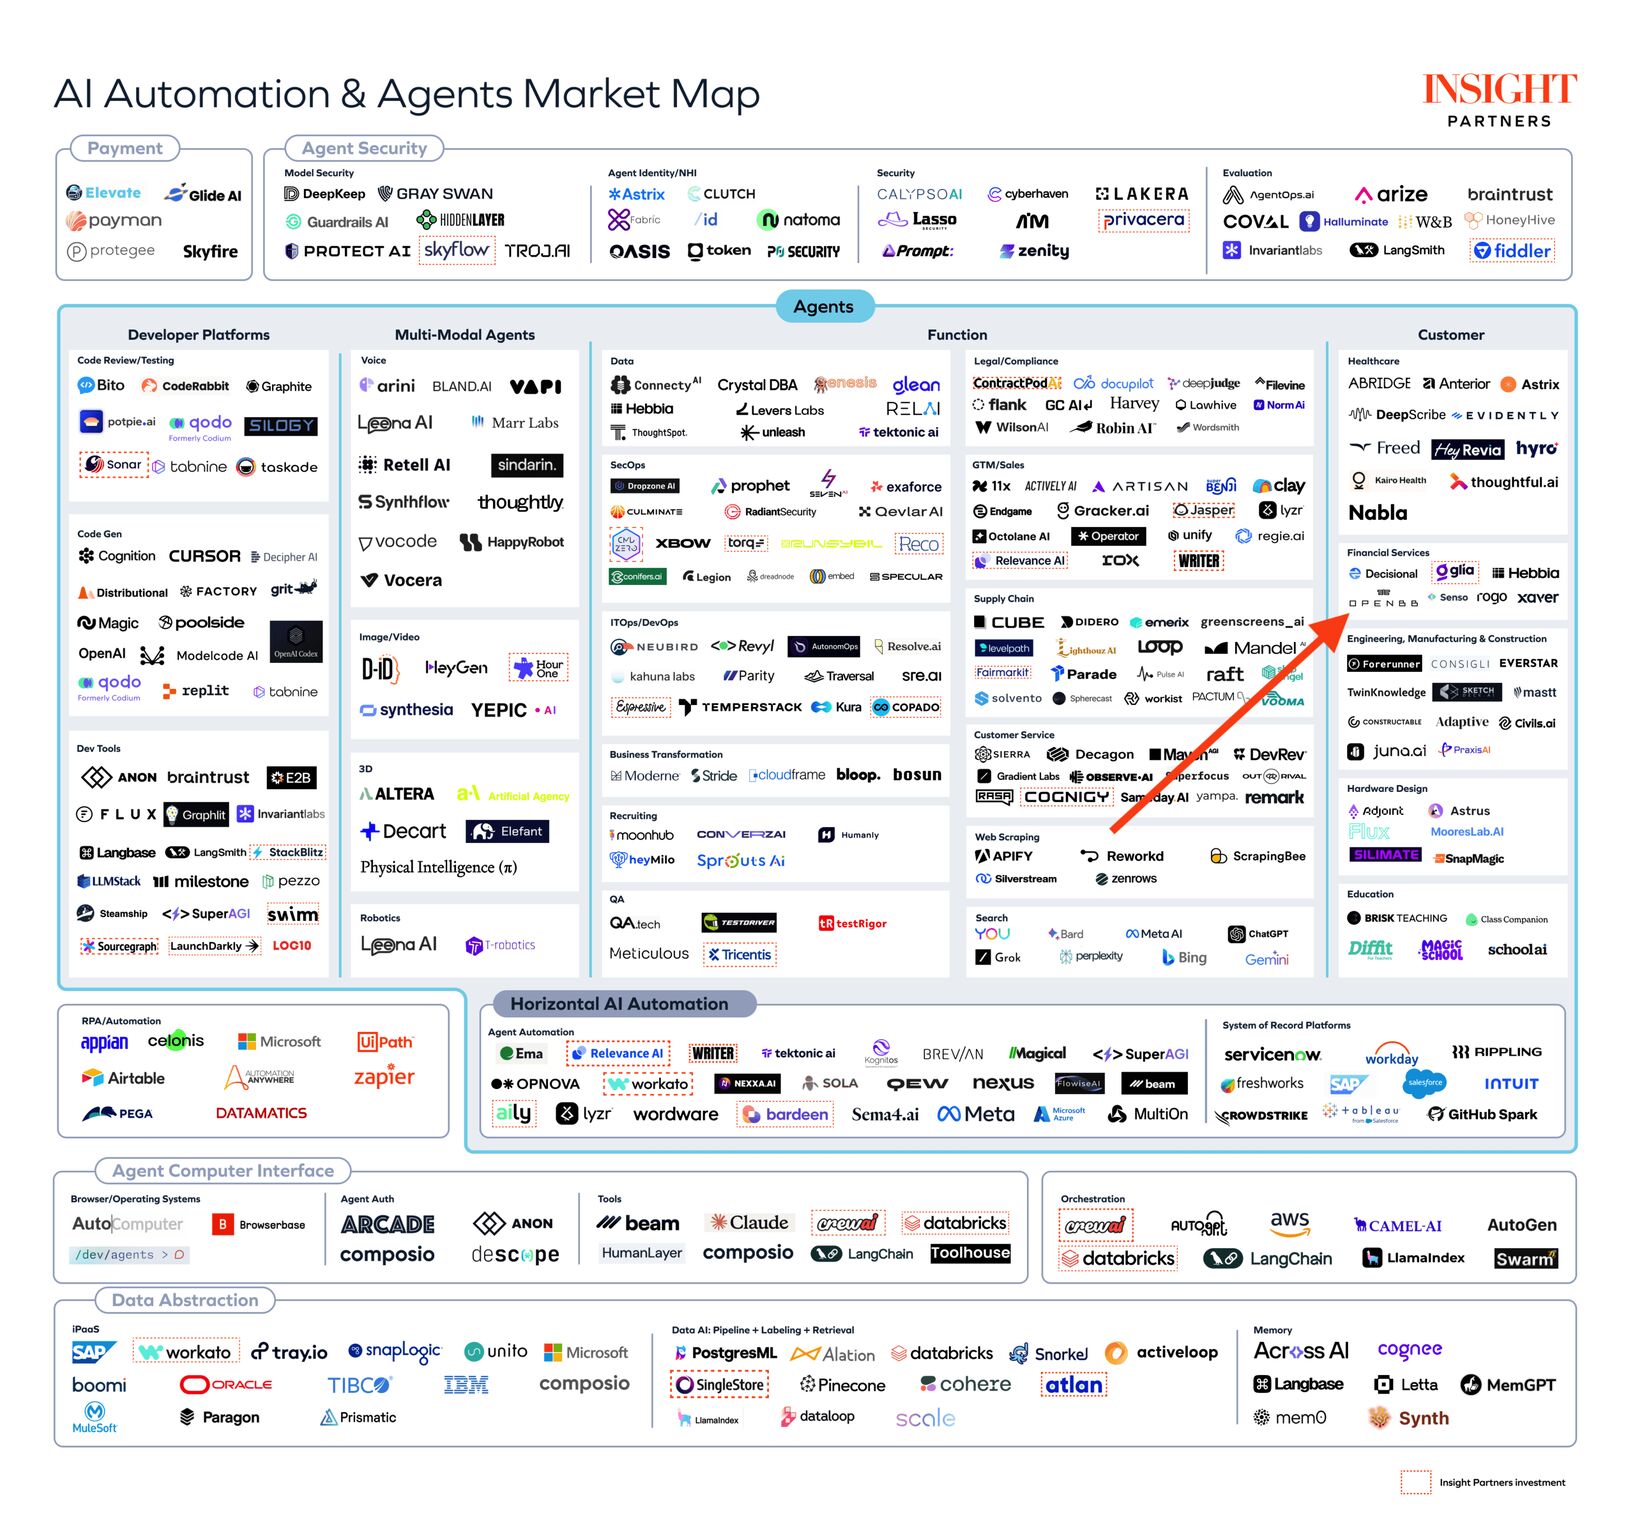 AI Automation & Agents Market Map
INSIGHT
PARTNERS
Payment
Elevate Glide AI
payman
protegee Skyfire
Agent Security
Model Security
DeepKeep GRAY SWAN
Guardrails AI HIDDENLAYER
PROTECT AI skyflow TROJ.AI
Agent Identity/NHI
Astrix CLUTCH
Fabric /id natoma
OASIS token P0 SECURITY
Security
CALYPSOAI cyberhaven LAKERA
Lasso SECURITY AIM privacera
Prompt: zenity
Evaluation
AgentOps.ai arize braintrust
COVAL Halluminate W&B HoneyHive
Invariantlabs LangSmith fiddler
Agents
Developer Platforms
Code Review/Testing
Bito CodeRabbit Graphite
potpie.ai qodo SILOGY
Formerly Codium
Sonar tabnine taskade
Code Gen
Cognition CURSOR Decipher AI
Distributional FACTORY grit
Magic poolside OpenAI Codex
OpenAI Modelcode AI
qodo replit tabnine
Formerly Codium
Dev Tools
ANON braintrust E2B
FLUX Graphlit Invariantlabs
Langbase LangSmith StackBlitz
LLMStack milestone pezzo
Steamship SuperAGI swimm
Sourcegraph LaunchDarkly LOG10
Multi-Modal Agents
Voice
arini BLAND.AI VAPI
Leena AI Marr Labs
Retell AI sindarin.
Synthflow thoughtly
vocode HappyRobot
Vocera
Image/Video
D-iD HeyGen Hour One
synthesia YEPIC AI
3D
ALTERA a·\ Artificial Agency
Decart Elefant
Physical Intelligence (π)
Robotics
Leena AI T-robotics
Function
Data
Connecty AI Crystal DBA Genesis glean
Hebbia Levers Labs RELAI
ThoughtSpot. unleash tektonic ai
SecOps
Dropzone AI prophet SEVEN AI exaforce
CULMINATE RadiantSecurity Qevlar AI
CMD ZERO XBOW torq RUNSYBIL Reco
conifers.ai Legion dreadnode embed SPECULAR
ITOps/DevOps
NEUBIRD Revyl AutonomOps Resolve.ai
kahuna labs Parity Traversal sre.ai
Espressive TEMPERSTACK Kura COPADO
Business Transformation
Moderne Stride cloudframe bloop. bosun
Recruiting
moonhub CONVERZAI Humanly
heyMilo Sprouts Ai
QA
QA.tech TESTDRIVER tR testRigor
Meticulous Tricentis
Legal/Compliance
ContractPodAi docupilot deepjudge Filevine
flank GC AI Harvey Lawhive Norm Ai
WilsonAI Robin AI Wordsmith
GTM/Sales
11x ACTIVELY AI ARTISAN SUPER BENJI clay
Endgame Gracker.ai Jasper lyzr
Octolane AI Operator unify regie.ai
Relevance AI rox WRITER
Supply Chain
CUBE DIDERO emerix greenscreens_ai
levelpath Lighthouz AI LOOP Mandel AI
Fairmarkit Parade Pulse AI raft
solvento Spherecast workist PACTUM VOOMA
Customer Service
SIERRA Decagon Maven AGI DevRev
Gradient Labs OBSERVE·AI Superfocus OUTRIVAL
RASA COGNIGY Sameday AI yampa. remark
Web Scraping
APIFY Reworkd ScrapingBee
Silverstream zenrows
Search
YOU Bard Meta AI ChatGPT
Grok perplexity Bing Gemini
Customer
Healthcare
ABRIDGE Anterior Astrix
DeepScribe EVIDENTLY
Freed Hey Revia hyro
Kairo Health thoughtful.ai
Nabla
Financial Services
Decisional glia Hebbia
OPENBB Senso rogo xaver
Engineering, Manufacturing & Construction
Forerunner CONSIGLI EVERSTAR
TwinKnowledge SKETCH mastt
CONSTRUCTABLE Adaptive Civils.ai
juna.ai PraxisAI
Hardware Design
Adjoint Astrus
Flux MooresLab.AI
SILIMATE SnapMagic
Education
BRISK TEACHING Class Companion
Diffit MAGIC SCHOOL schoolai
For Teachers
RPA/Automation
appian celonis Microsoft UiPath
Airtable AUTOMATION ANYWHERE zapier
PEGA DATAMATICS
Horizontal AI Automation
Agent Automation
Ema Relevance AI WRITER tektonic ai Kognitos BREVIAN Magical SuperAGI
OPNOVA workato NEXXA.AI SOLA QEW nexus FlowiseAI beam
aily lyzr wordware bardeen Sema4.ai Meta Microsoft Azure MultiOn
System of Record Platforms
servicenow. workday RIPPLING
freshworks SAP salesforce INTUIT
CROWDSTRIKE +ableau from Salesforce GitHub Spark
Agent Computer Interface
Browser/Operating Systems
AutoComputer B Browserbase
/dev/agents >
Agent Auth
ARCADE ANON
composio descope
Tools
beam Claude crewai databricks
HumanLayer composio LangChain Toolhouse
Orchestration
crewai AUTOgpt aws CAMEL-AI AutoGen
databricks LangChain LlamaIndex Swarm
Data Abstraction
iPaaS
SAP workato tray.io snapLogic unito Microsoft
boomi ORACLE TIBCO IBM composio
MuleSoft Paragon Prismatic
Data AI: Pipeline + Labeling + Retrieval
PostgresML Alation databricks Snorkel activeloop
SingleStore Pinecone cohere atlan
LlamaIndex dataloop scale
Memory
Across AI cognee
Langbase Letta MemGPT
mem0 Synth
Insight Partners investment